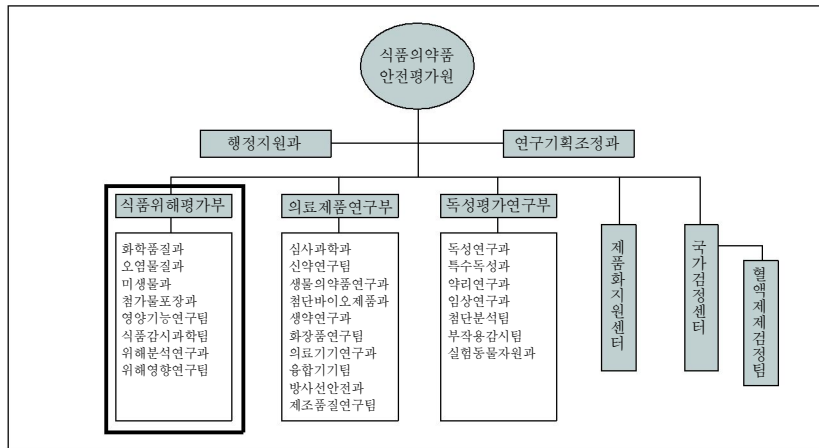 식품의약품
안전평가원
행정지원과
연구기획조정과
식품위해평가부
화학품질과
오염물질과
미생물과
첨가물포장과
영양기능연구팀
식품감시과학팀
위해분석연구과
위해영향연구팀
의료제품연구부
심사과학과
신약연구팀
생물의약품연구과
첨단바이오제품과
생약연구과
화장품연구팀
의료기기연구과
융합기기팀
방사선안전과
제조품질연구팀
독성평가연구부
독성연구과
특수독성과
약리연구과
임상연구과
첨단분석팀
부작용감시팀
실험동물자원과
제품화지원센터
국가검정센터
혈액제제검정팀